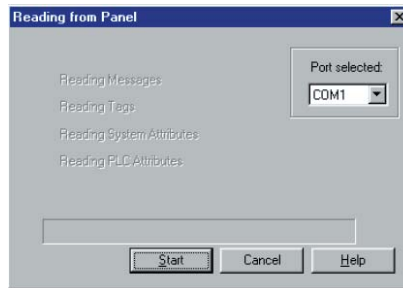 Reading from Panel
Port selected:
COM1
Reading Messages
Reading Tags
Reading System Attributes
Reading PLC Attributes
Start
Cancel
Help